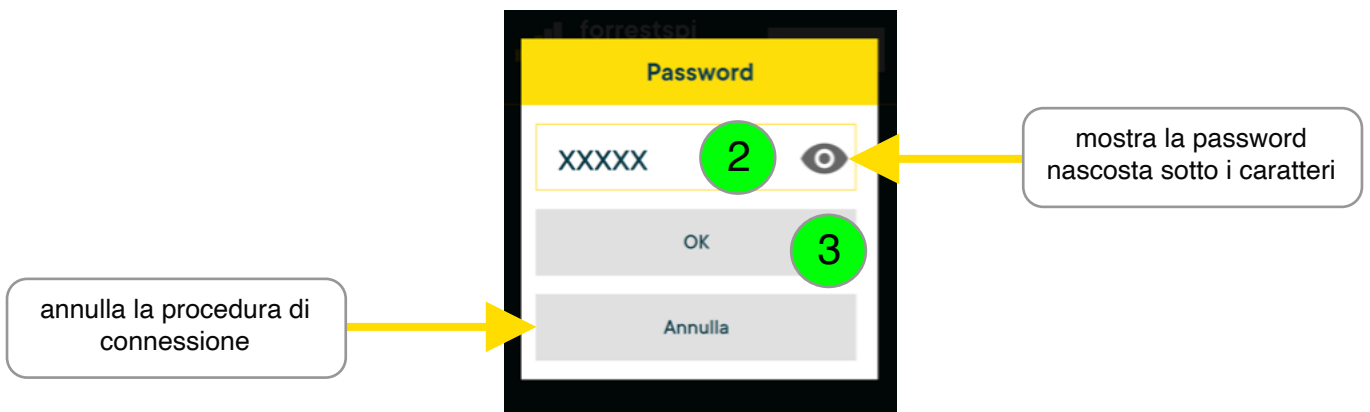 forrestspi
Password
XXXXX
2
mostra la password
nascosta sotto i caratteri
OK
3
annulla la procedura di
connessione
Annulla